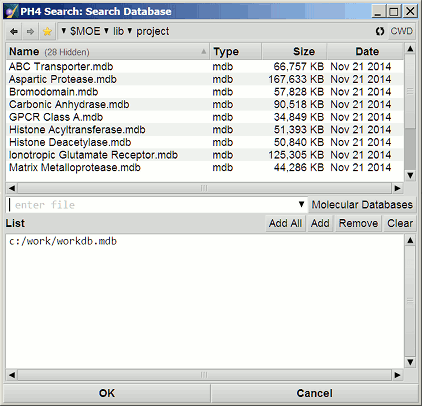 PH4 Search: Search Database
$MOE lib project CWD
Name (28 Hidden) Type Size Date
ABC Transporter.mdb mdb 66,757 KB Nov 21 2014
Aspartic Protease.mdb mdb 167,633 KB Nov 21 2014
Bromodomain.mdb mdb 57,828 KB Nov 21 2014
Carbonic Anhydrase.mdb mdb 90,518 KB Nov 21 2014
GPCR Class A.mdb mdb 34,849 KB Nov 21 2014
Histone Acyltransferase.mdb mdb 51,393 KB Nov 21 2014
Histone Deacetylase.mdb mdb 50,840 KB Nov 21 2014
Ionotropic Glutamate Receptor.mdb mdb 125,305 KB Nov 21 2014
Matrix Metalloprotease.mdb mdb 44,286 KB Nov 21 2014
enter file Molecular Databases
List Add All Add Remove Clear
c:/work/workdb.mdb
OK Cancel